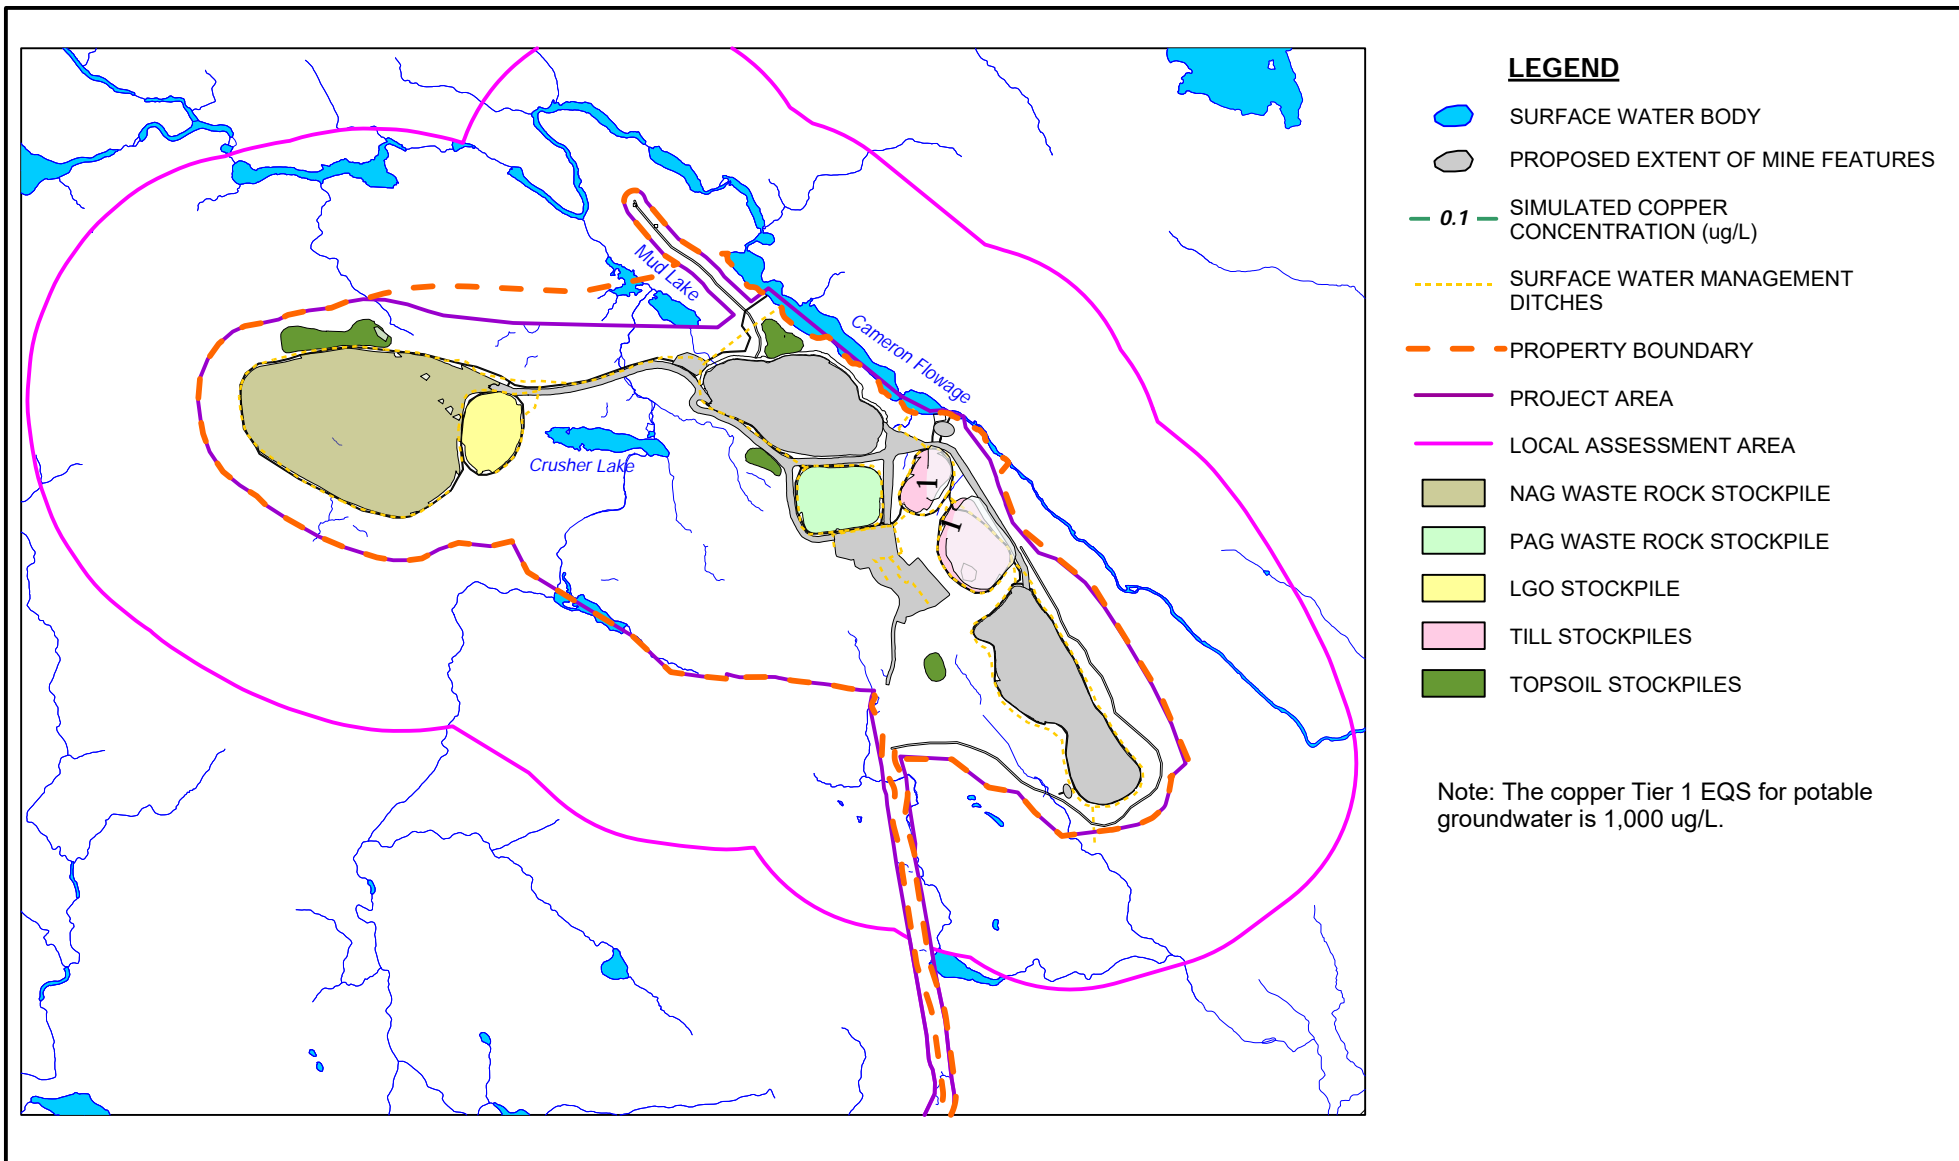 LEGEND
SURFACE WATER BODY
PROPOSED EXTENT OF MINE FEATURES
0.1
SIMULATED COPPER
CONCENTRATION (ug/L)
SURFACE WATER MANAGEMENT
DITCHES
PROPERTY BOUNDARY
PROJECT AREA
LOCAL ASSESSMENT AREA
NAG WASTE ROCK STOCKPILE
PAG WASTE ROCK STOCKPILE
LGO STOCKPILE
TILL STOCKPILES
TOPSOIL STOCKPILES
Note: The copper Tier 1 EQS for potable
groundwater is 1,000 ug/L.
Mud Lake
Cameron Flowage
Crusher Lake
1
1